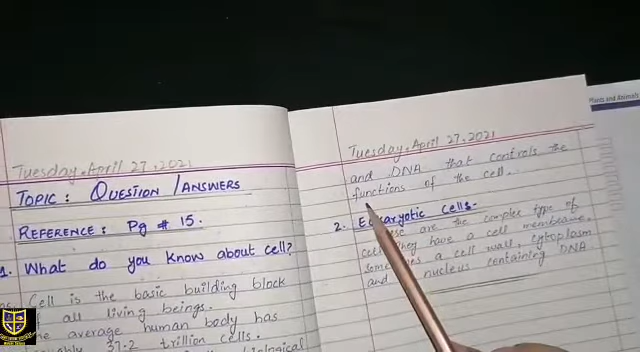 Tuesday, April 27, 2021
TOPIC: QUESTION / ANSWERS
REFERENCE: Pg # 15.
1. What do you know about cell?
Cell is the basic building block
all living beings.
average human body has
37.2 trillion cells.
Tuesday, April 27, 2021
and DNA that controls the
functions of the cell.
2. Eukaryotic Cells:-
are the complex type of
They have a cell membrane,
a cell wall, cytoplasm
and nucleus containing DNA.
Plants and Animals